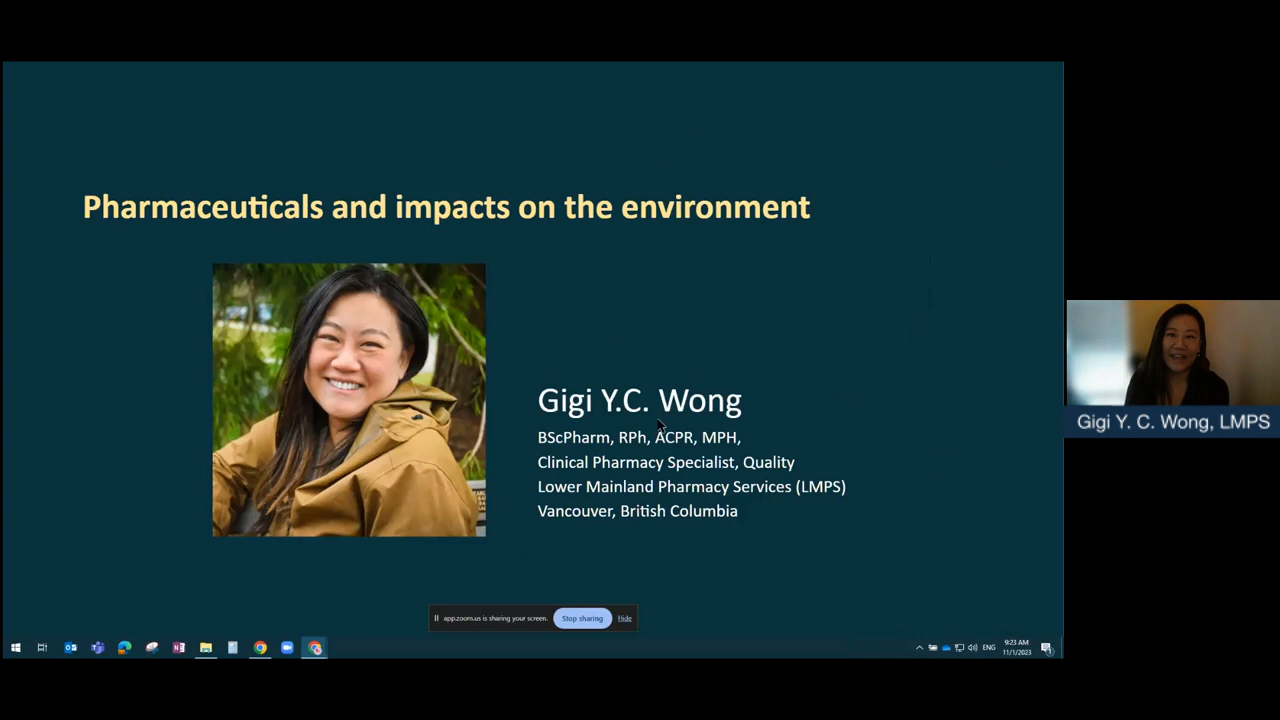 Pharmaceuticals and impacts on the environment
Gigi Y.C. Wong
BScPharm, RPh, ACPR, MPH,
Clinical Pharmacy Specialist, Quality
Lower Mainland Pharmacy Services (LMPS)
Vancouver, British Columbia
Gigi Y. C. Wong, LMPS
app.zoom.us is sharing your screen.
Stop sharing
Hide
ENG
9:23 AM
11/1/2023